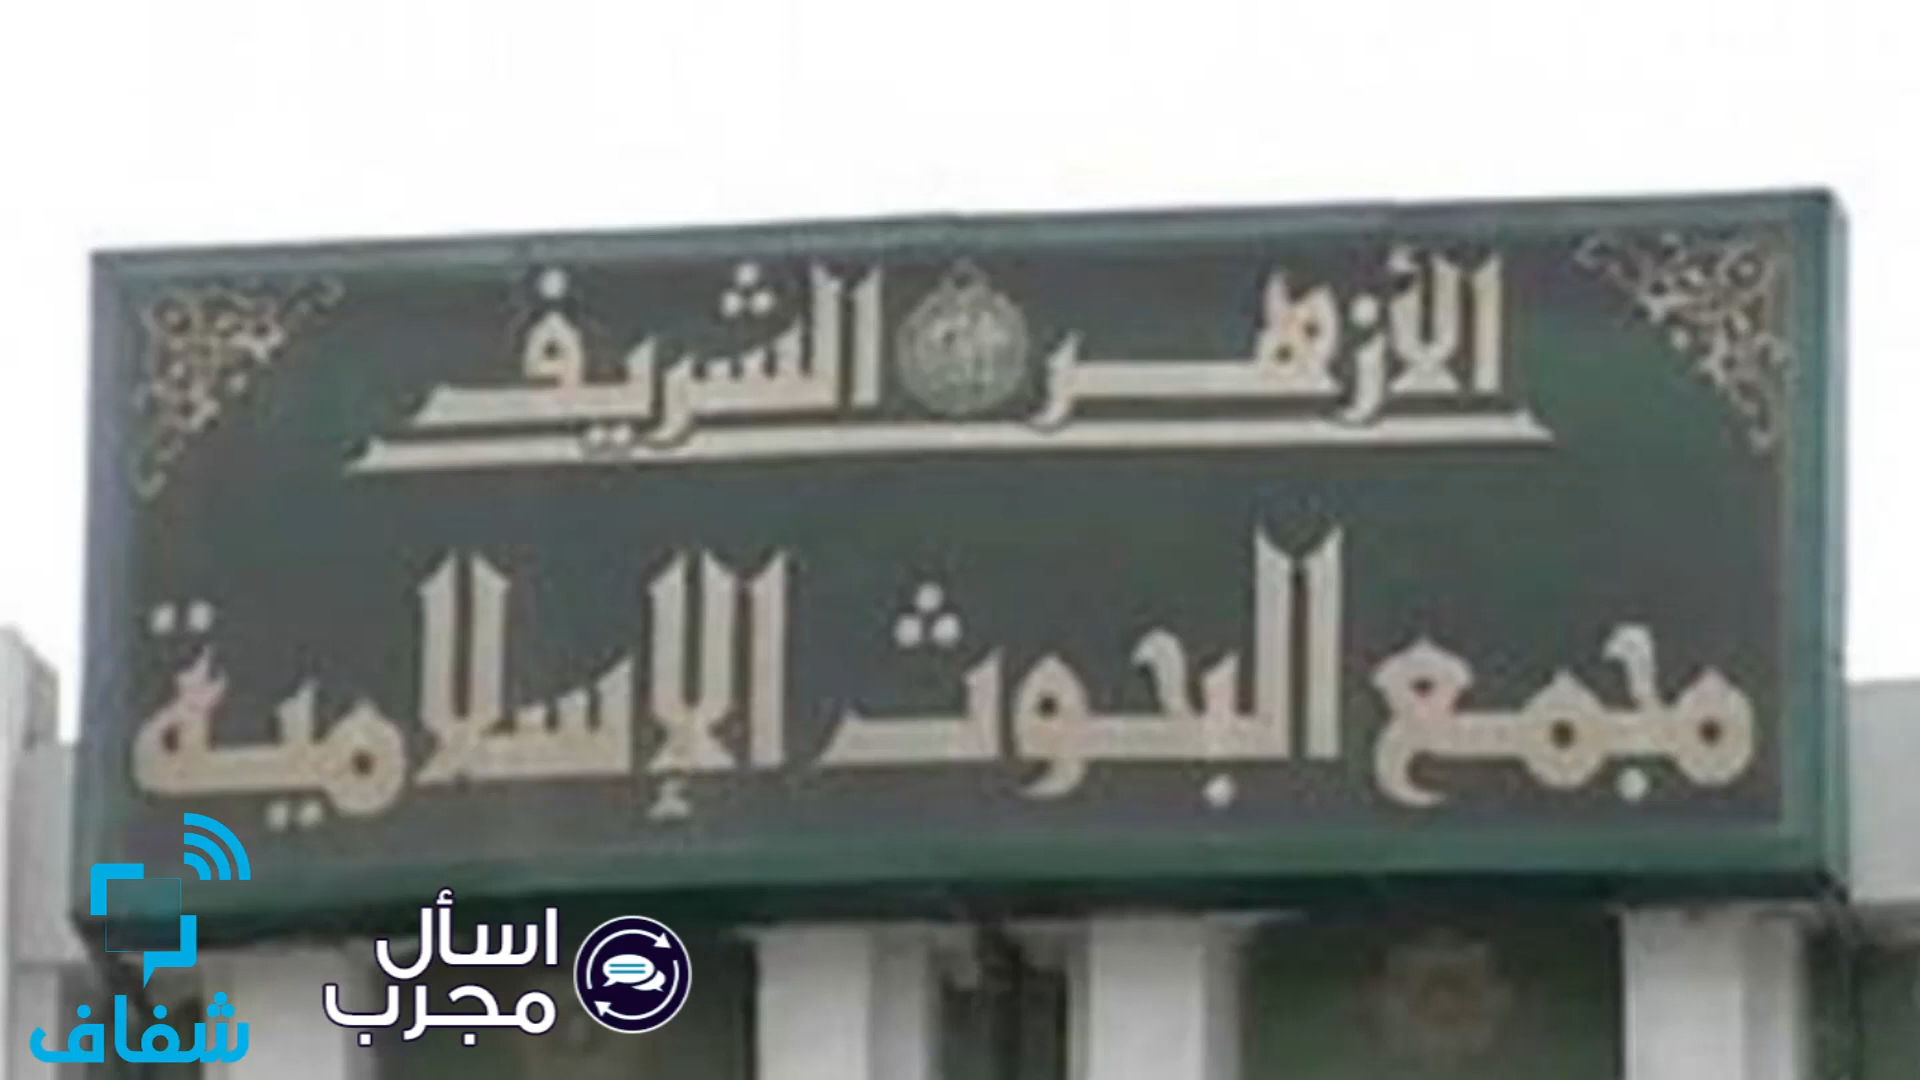 الأزهر الشريف
مجمع البحوث الإسلامية
اسأل
مجرب
شفاف